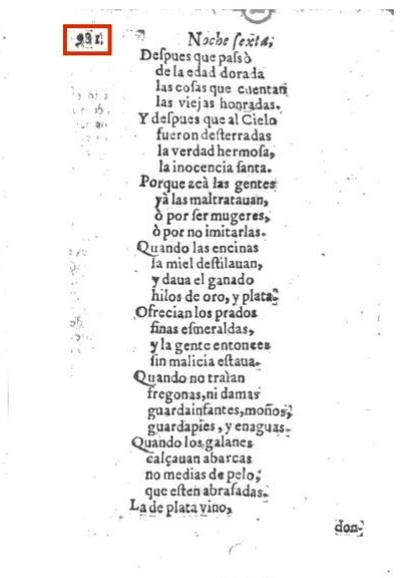 Noche ſexta;
Deſpues que paſsò
de la edad dorada
las coſas que cuentan
las viejas honradas.
Y deſpues que al Cielo
fueron deſterradas
la verdad hermoſa,
la inocencia ſanta.
Porque acà las gentes
yà las maltratauan,
ò por ſer mugeres,
ò por no imitarlas.
Quando las encinas
la miel deſtilauan,
y daua el ganado
hilos de oro, y plata:
Ofrecian los prados
finas eſmeraldas,
y la gente entonces
ſin malicia eſtaua.
Quando no traìan
fregonas, ni damas
guardainfantes, moños,
guardapies, y enaguas.
Quando los galanes
calçauan abarcas
no medias de pelo,
que eſten abraſadas.
La de plata vino,
don-